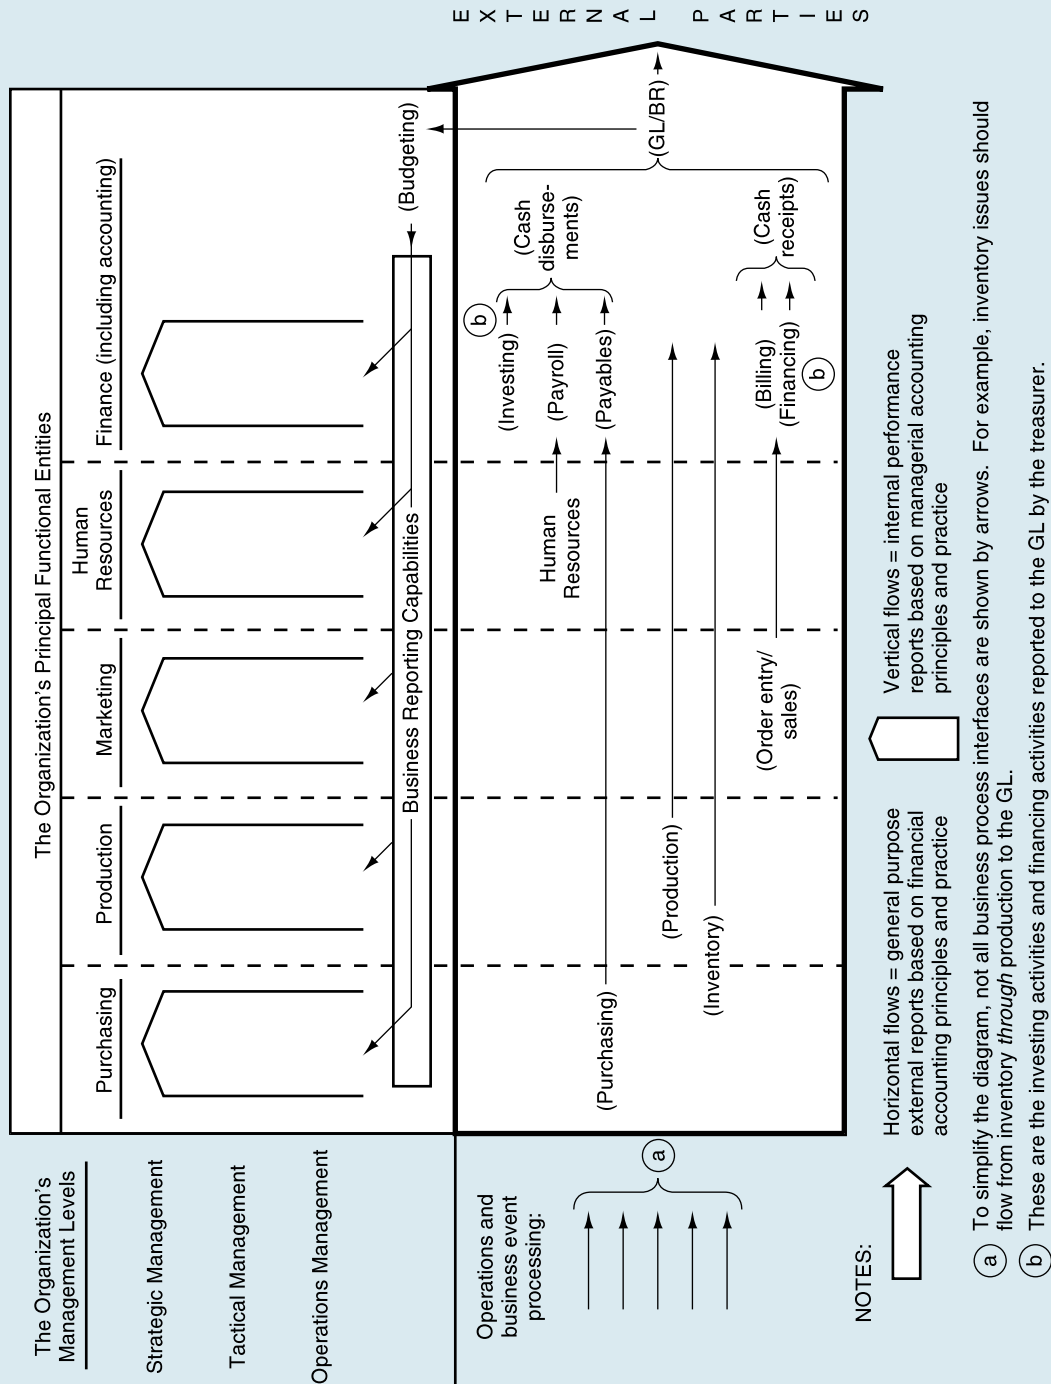 The Organization's
Management Levels
The Organization's Principal Functional Entities
Purchasing
Production
Marketing
Human
Resources
Finance (including accounting)
Strategic Management
Tactical Management
Operations Management
Business Reporting Capabilities
(Budgeting)
Operations and
business event
processing:
a
(Purchasing)
(Inventory)
(Production)
(Order entry/
sales)
Human
Resources
b
(Investing)
(Payroll)
(Payables)
(Cash
disburse-
ments)
(Billing)
(Financing)
b
(Cash
receipts)
(GL/BR)
EXTERNAL PARTIES
NOTES:
Horizontal flows = general purpose
external reports based on financial
accounting principles and practice
Vertical flows = internal performance
reports based on managerial accounting
principles and practice
a To simplify the diagram, not all business process interfaces are shown by arrows. For example, inventory issues should
flow from inventory through production to the GL.
b These are the investing activities and financing activities reported to the GL by the treasurer.